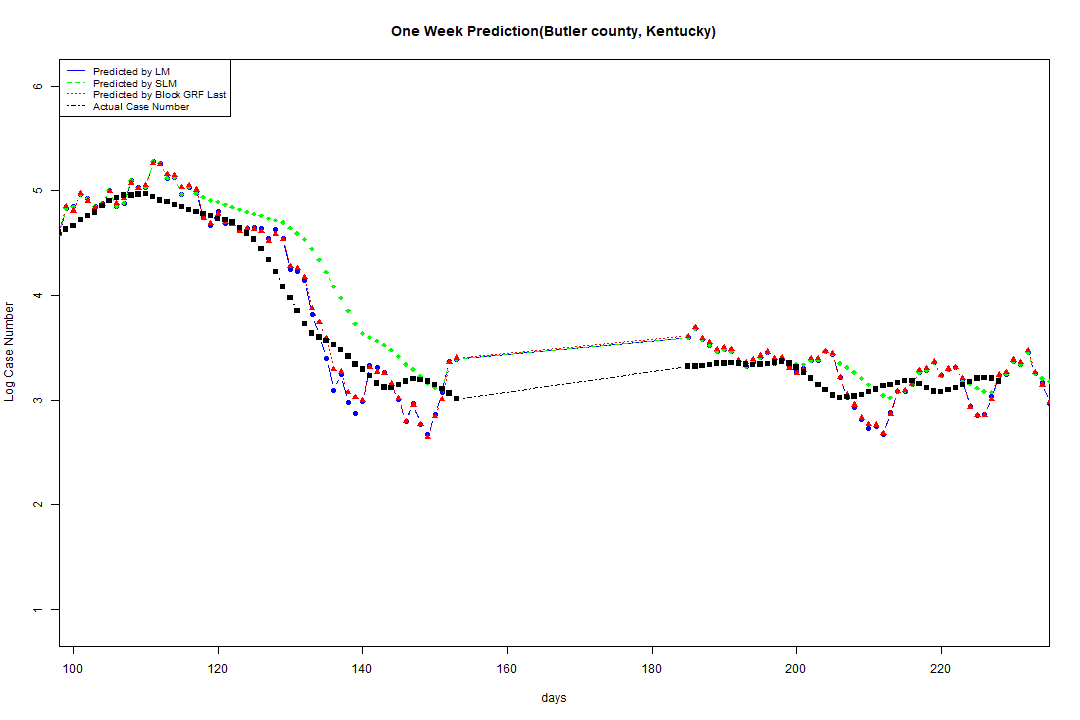 One Week Prediction(Butler county, Kentucky)
Predicted by LM
Predicted by SLM
Predicted by Block GRF Last
Actual Case Number
6
5
4
3
2
1
Log Case Number
100 120 140 160 180 200 220
days